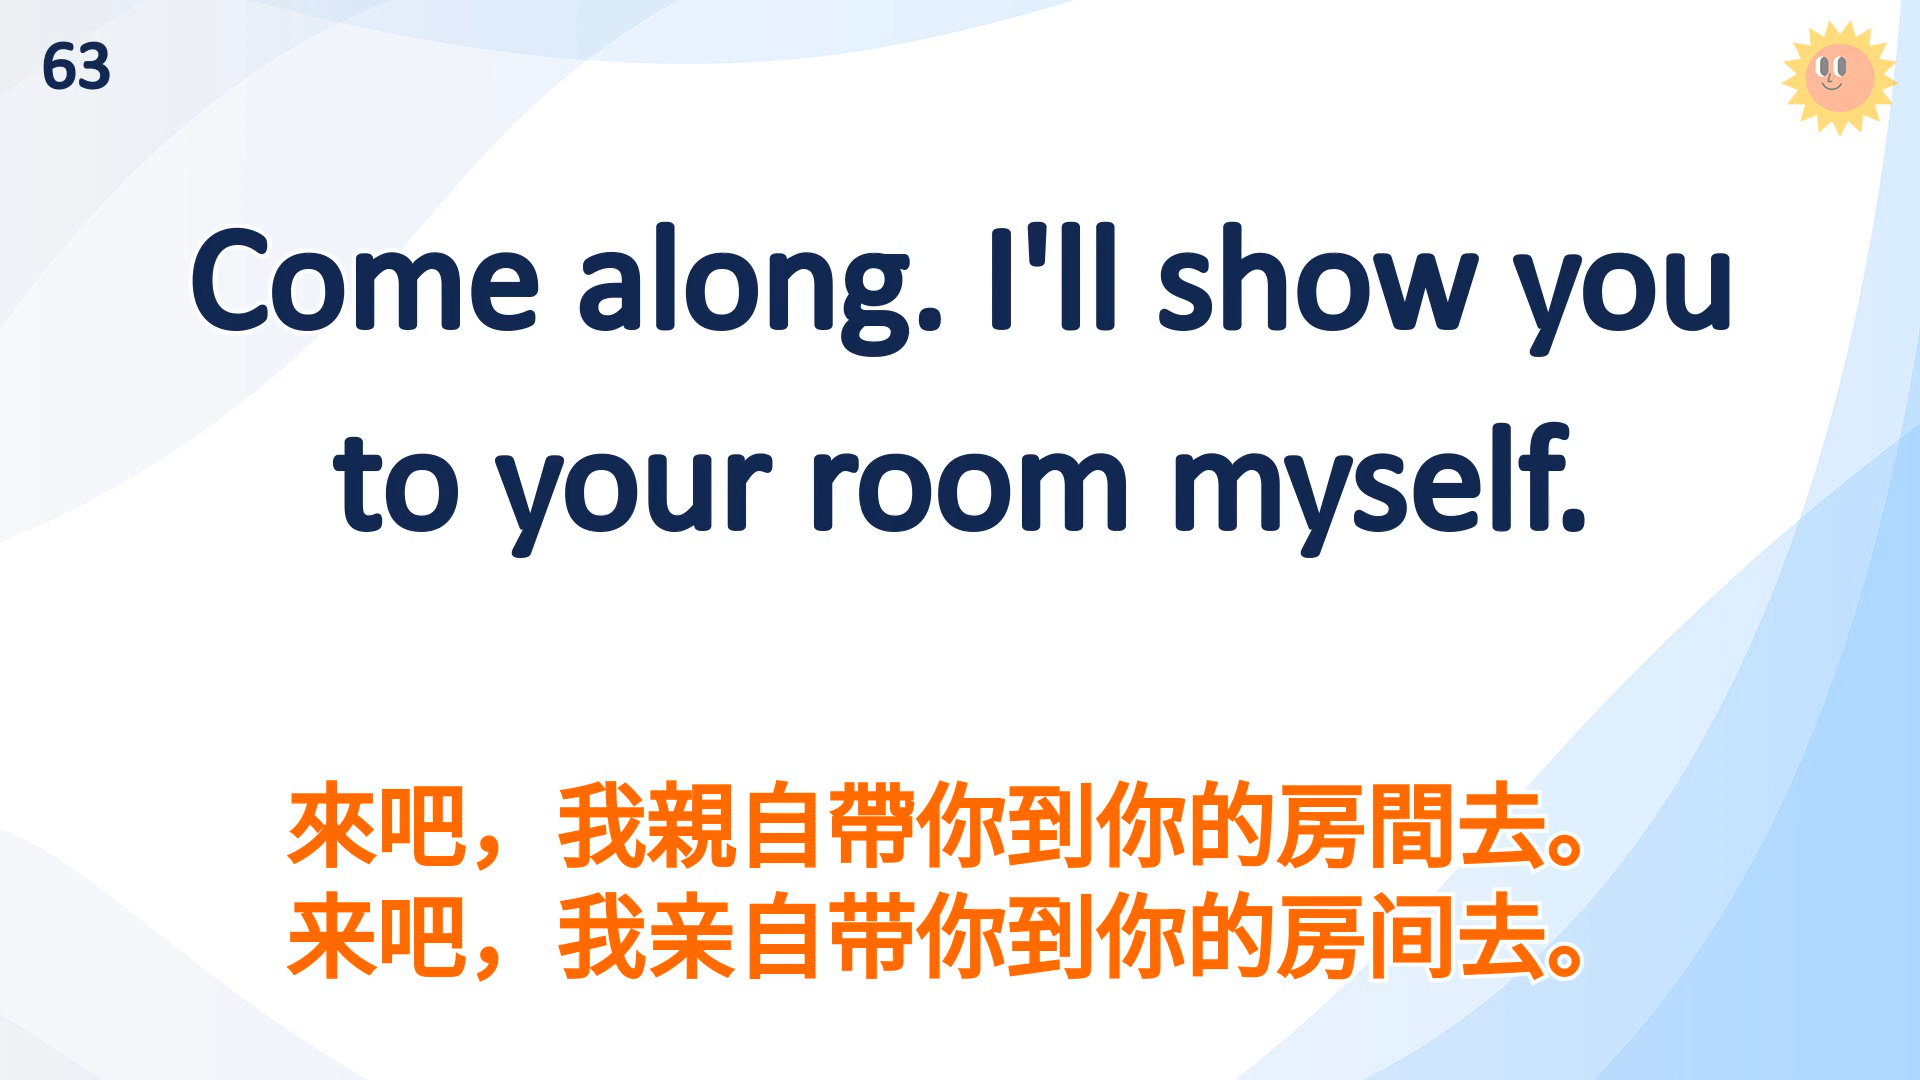 63
Come along. I'll show you
to your room myself.
來吧，我親自帶你到你的房間去。
来吧，我亲自带你到你的房间去。